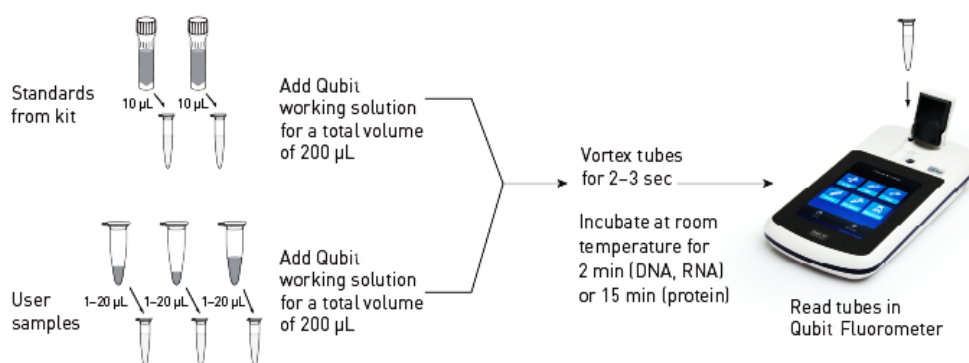 Standards
from kit
10 µL
10 µL
Add Qubit
working solution
for a total volume
of 200 µL
User
samples
1–20 µL
1–20 µL
1–20 µL
Add Qubit
working solution
for a total volume
of 200 µL
Vortex tubes
for 2–3 sec
Incubate at room
temperature for
2 min (DNA, RNA)
or 15 min (protein)
Read tubes in
Qubit Fluorometer